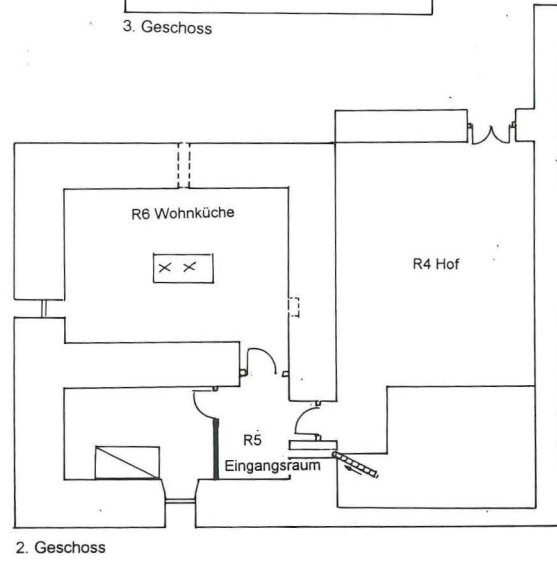 3. Geschoss
R6 Wohnküche
R4 Hof
R5
Eingangsraum
2. Geschoss